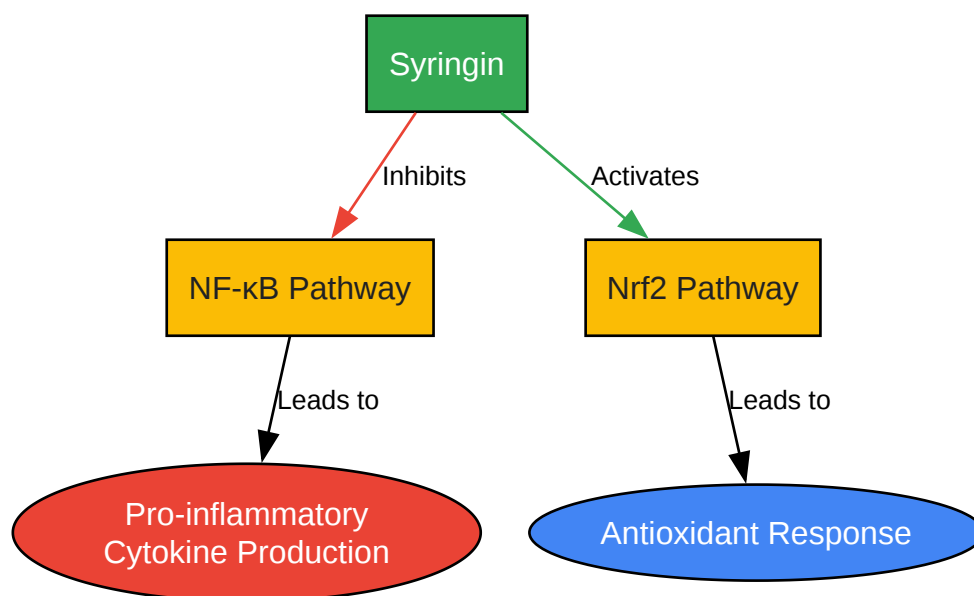 Syringin
Inhibits
Activates
NF-κB Pathway
Nrf2 Pathway
Leads to
Leads to
Pro-inflammatory
Cytokine Production
Antioxidant Response